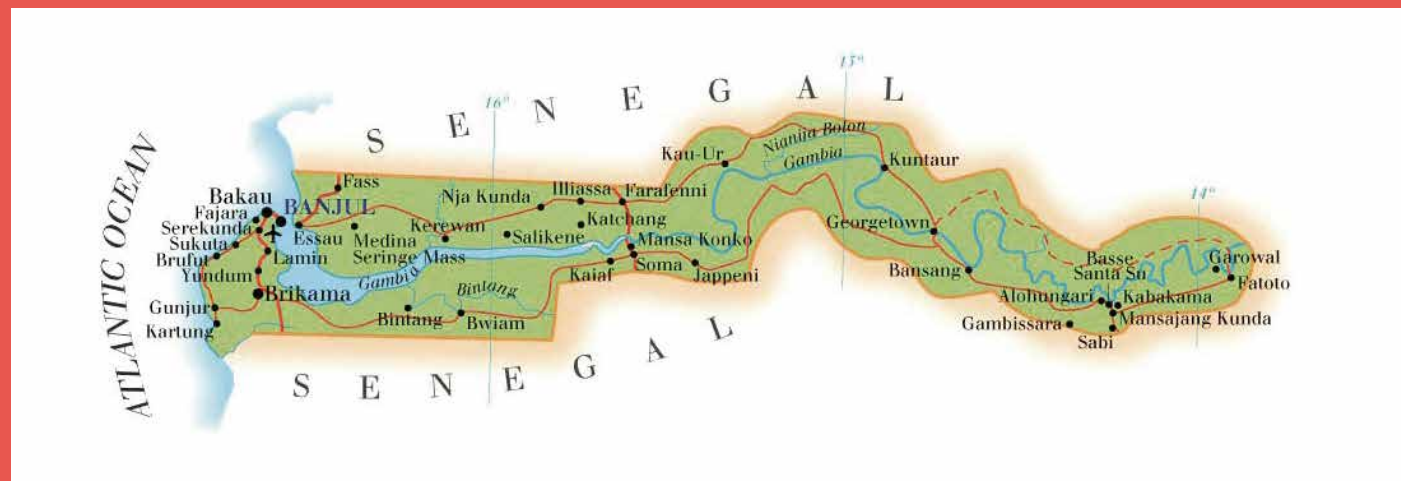 15°
16°
SENEGAL
ATLANTIC OCEAN
Nianija Bolon
Kau-Ur
Gambia
Kuntaur
Fass
14°
Bakau
Nja Kunda
Illiassa
Farafenni
BANJUL
Fajara
Serekunda
Essau
Kerewan
Katchang
Georgetown
Sukuta
Medina
Seringe Mass
Salikene
Mansa Konko
Brufut
Lamin
Soma
Basse
Santa Su
Garowal
Yundum
Gambia
Kaiaf
Jappeni
Bansang
Fatoto
Brikama
Bintang
Alohungari
Kabakama
Gunjur
Bintang
Bwiam
Gambissara
Mansajang Kunda
Kartung
Sabi
SENEGAL